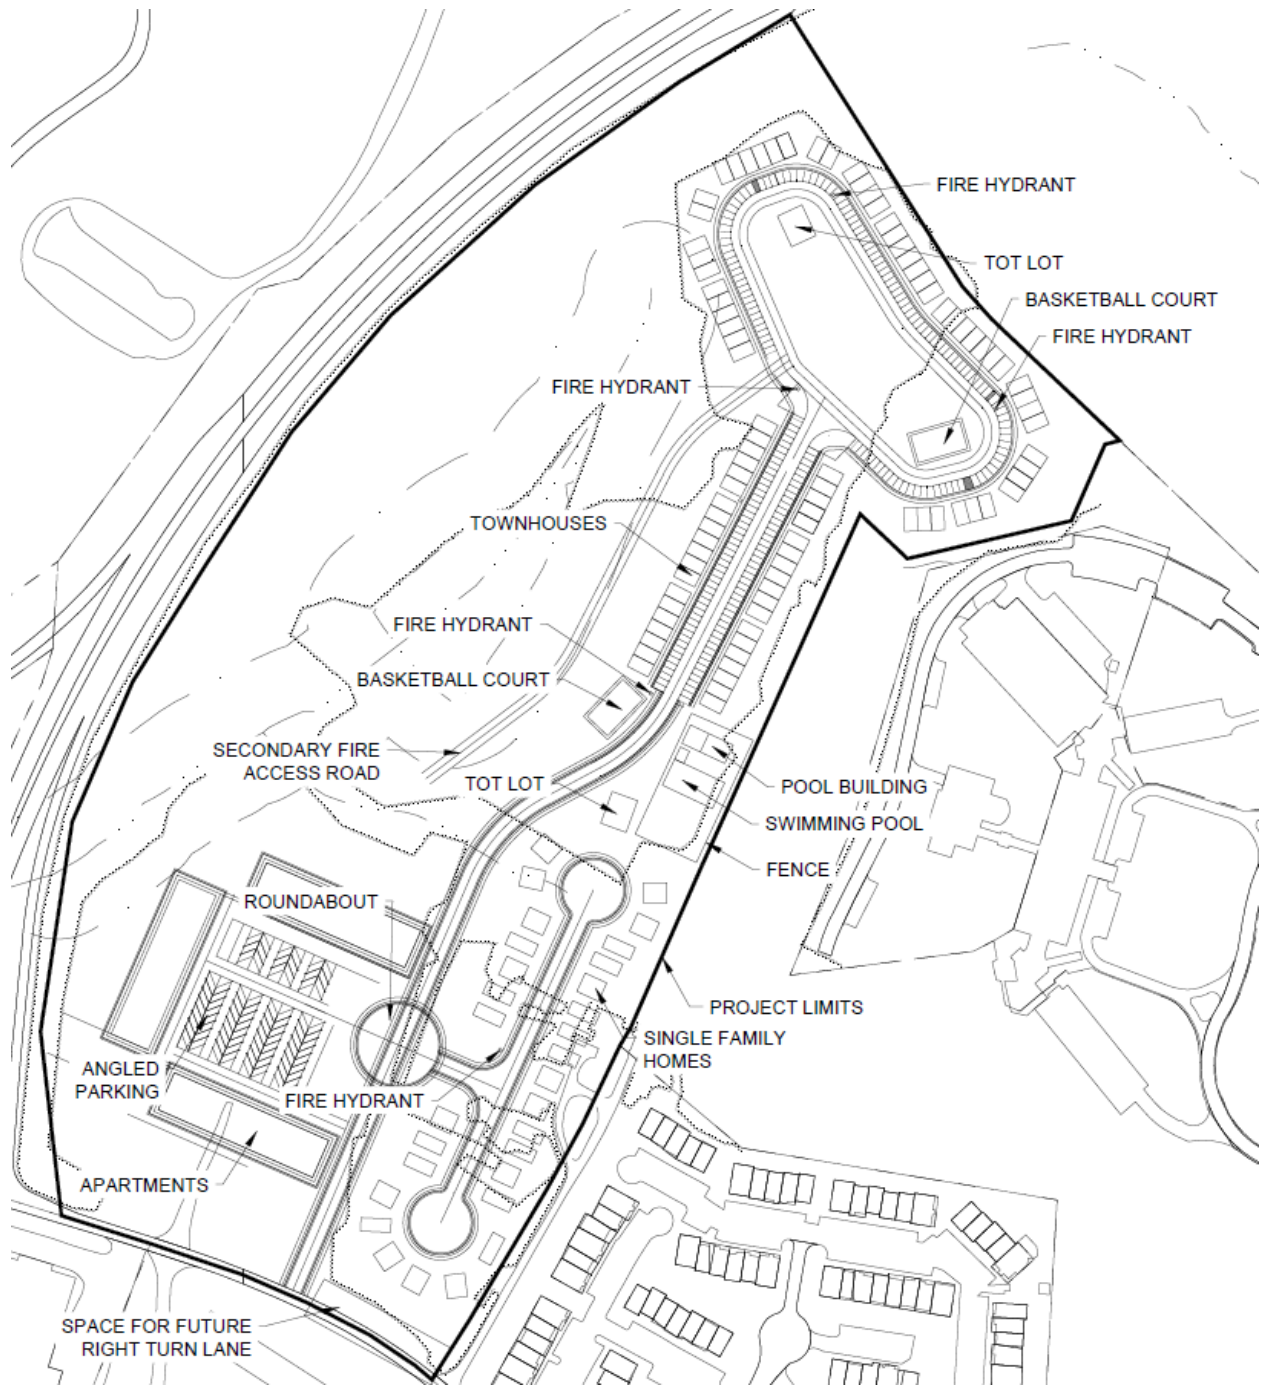 FIRE HYDRANT
TOT LOT
BASKETBALL COURT
FIRE HYDRANT
FIRE HYDRANT
TOWNHOUSES
FIRE HYDRANT
BASKETBALL COURT
SECONDARY FIRE
ACCESS ROAD
TOT LOT
POOL BUILDING
SWIMMING POOL
FENCE
ROUNDABOUT
PROJECT LIMITS
SINGLE FAMILY
HOMES
ANGLED
PARKING
FIRE HYDRANT
APARTMENTS
SPACE FOR FUTURE
RIGHT TURN LANE